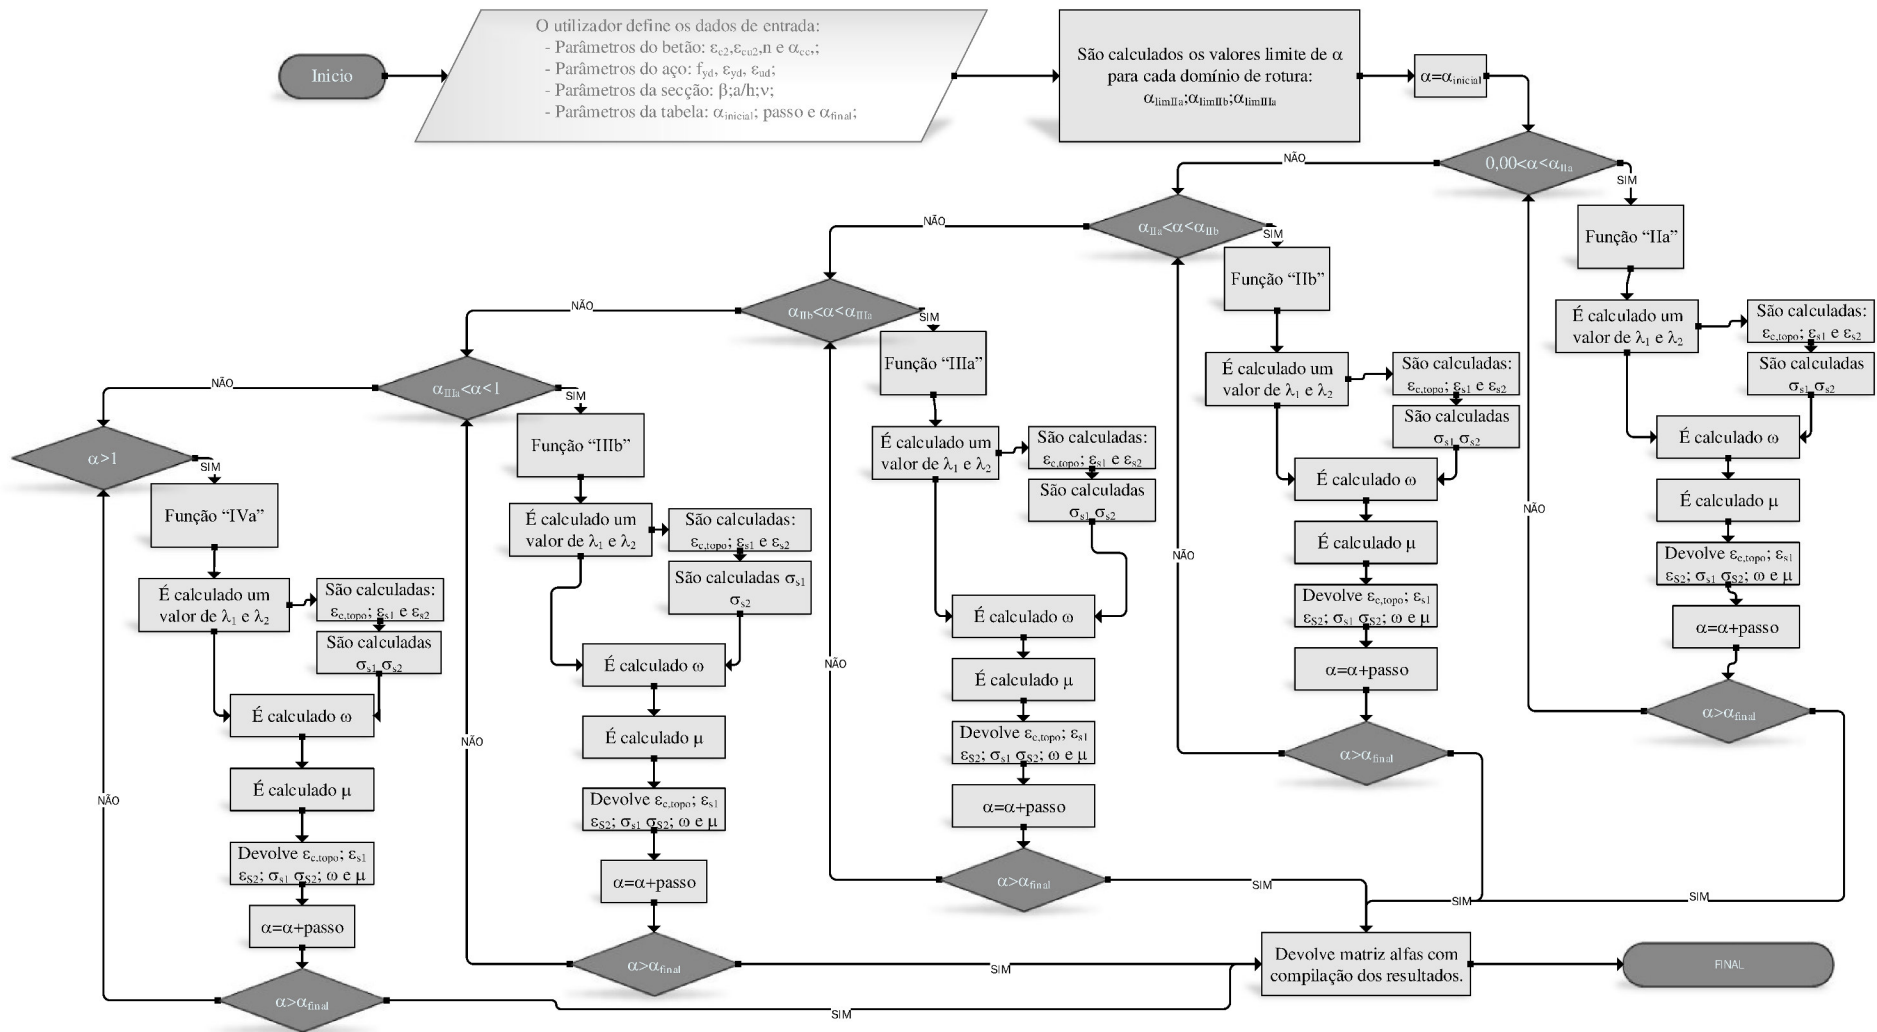 Inicio
O utilizador define os dados de entrada:
- Parâmetros do betão: εc2,εcu2,n e αcc,;
- Parâmetros do aço: fyd, εyd, εud;
- Parâmetros da secção: β;a/h;ν;
- Parâmetros da tabela: αinicial; passo e αfinal;
São calculados os valores limite de α
para cada domínio de rotura:
αlimIIa;αlimIIb;αlimIIIa
α=αinicial
0,00<α<αIIa
NÃO
SIM
Função “IIa”
É calculado um
valor de λ1 e λ2
São calculadas:
εc,topo; εs1 e εs2
São calculadas
σs1 σs2
É calculado ω
É calculado μ
Devolve εc,topo; εs1
εS2; σs1 σS2; ω e μ
α=α+passo
α>αfinal
NÃO
SIM
αIIa<α<αIIb
NÃO
SIM
Função “IIb”
É calculado um
valor de λ1 e λ2
São calculadas:
εc,topo; εs1 e εs2
São calculadas
σs1 σs2
É calculado ω
É calculado μ
Devolve εc,topo; εs1
εS2; σs1 σS2; ω e μ
α=α+passo
α>αfinal
NÃO
SIM
αIIb<α<αIIIa
NÃO
SIM
Função “IIIa”
É calculado um
valor de λ1 e λ2
São calculadas:
εc,topo; εs1 e εs2
São calculadas
σs1 σs2
É calculado ω
É calculado μ
Devolve εc,topo; εs1
εS2; σs1 σS2; ω e μ
α=α+passo
α>αfinal
NÃO
SIM
αIIIa<α<1
NÃO
SIM
Função “IIIb”
É calculado um
valor de λ1 e λ2
São calculadas:
εc,topo; εs1 e εs2
São calculadas σs1
σs2
É calculado ω
É calculado μ
Devolve εc,topo; εs1
εS2; σs1 σS2; ω e μ
α=α+passo
α>αfinal
NÃO
SIM
α>1
SIM
Função “IVa”
É calculado um
valor de λ1 e λ2
São calculadas:
εc,topo; εs1 e εs2
São calculadas
σs1 σs2
É calculado ω
É calculado μ
Devolve εc,topo; εs1
εS2; σs1 σS2; ω e μ
α=α+passo
α>αfinal
NÃO
SIM
Devolve matriz alfas com
compilação dos resultados.
FINAL